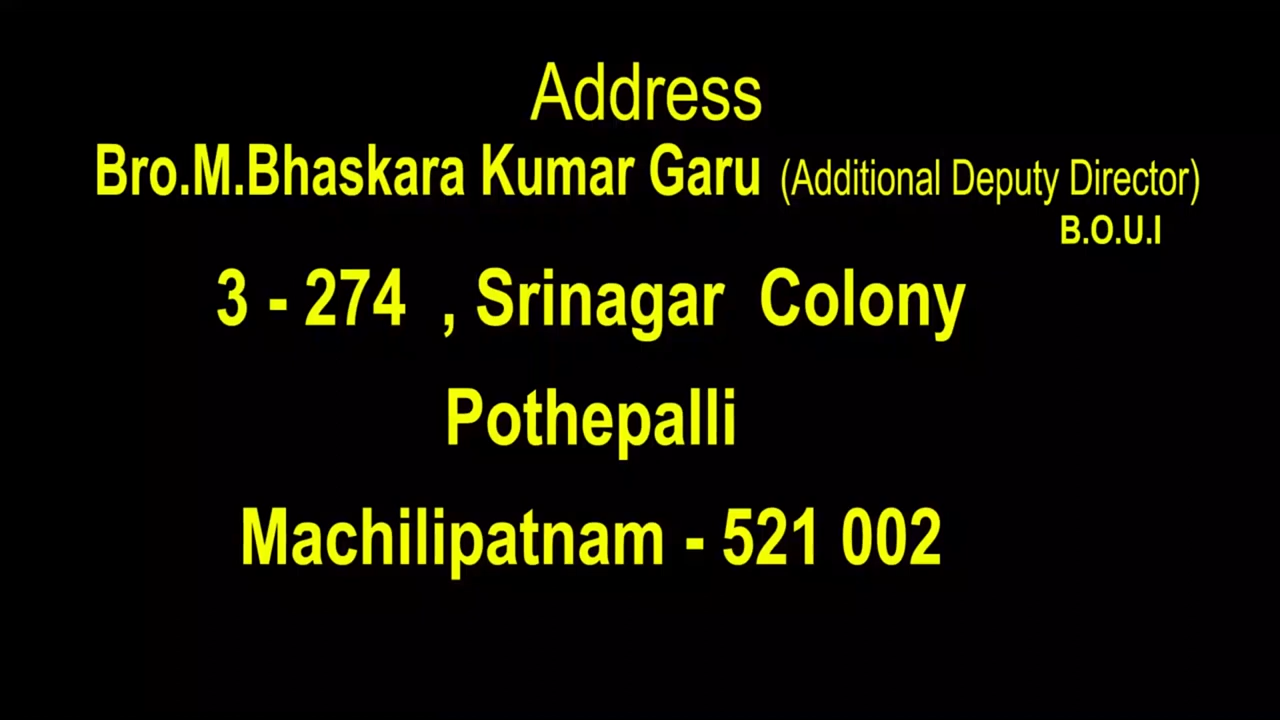 Address
Bro.M.Bhaskara Kumar Garu (Additional Deputy Director)
B.O.U.I
3 - 274 , Srinagar Colony
Pothepalli
Machilipatnam - 521 002